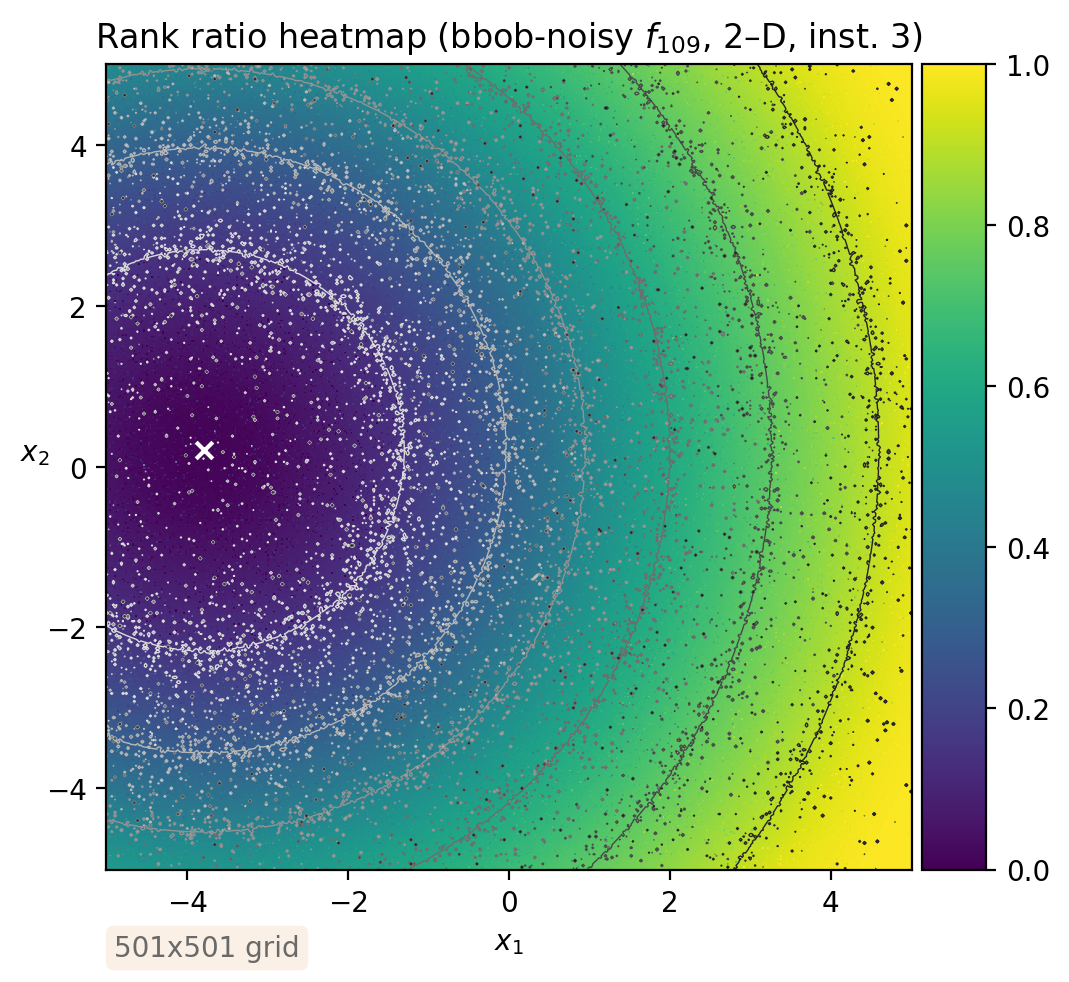 Rank ratio heatmap (bbob-noisy f₁₀₉, 2–D, inst. 3)
1.0
0.8
0.6
0.4
0.2
0.0
4
2
0
−2
−4
x₂
−4 −2 0 2 4
x₁
501x501 grid